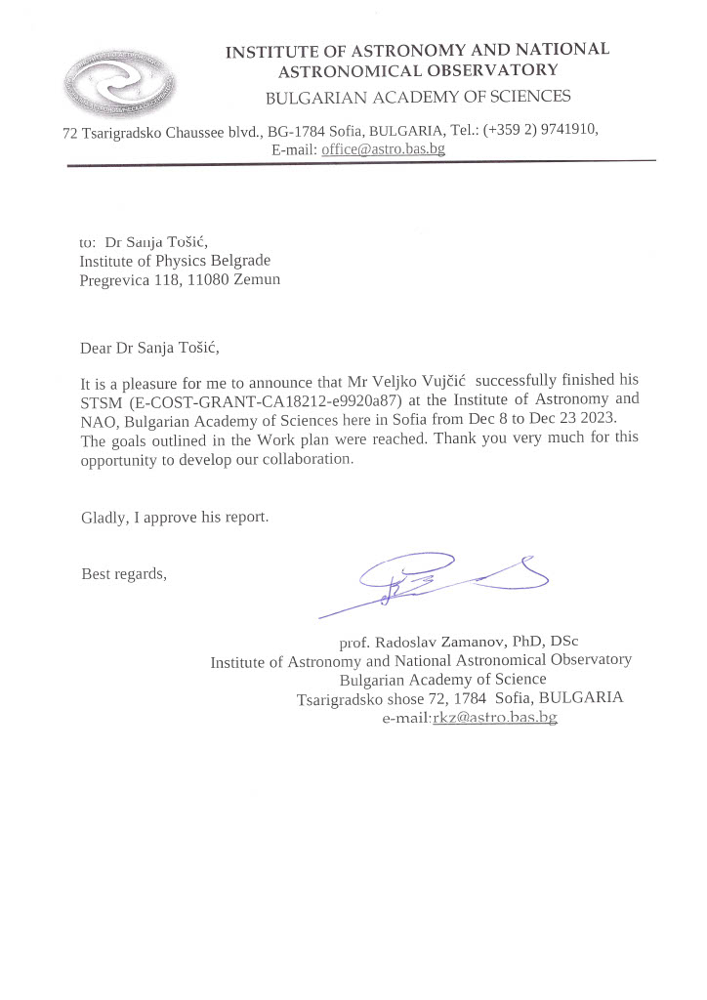 INSTITUTE OF ASTRONOMY AND NATIONAL
ASTRONOMICAL OBSERVATORY
BULGARIAN ACADEMY OF SCIENCES
72 Tsarigradsko Chaussee blvd., BG-1784 Sofia, BULGARIA, Tel.: (+359 2) 9741910,
E-mail: office@astro.bas.bg
to:  Dr Sanja Tošić,
Institute of Physics Belgrade
Pregrevica 118, 11080 Zemun
Dear Dr Sanja Tošić,
It is a pleasure for me to announce that Mr Veljko Vujčić  successfully finished his
STSM (E-COST-GRANT-CA18212-e9920a87) at the Institute of Astronomy and
NAO, Bulgarian Academy of Sciences here in Sofia from Dec 8 to Dec 23 2023.
The goals outlined in the Work plan were reached. Thank you very much for this
opportunity to develop our collaboration.
Gladly, I approve his report.
Best regards,
prof. Radoslav Zamanov, PhD, DSc
Institute of Astronomy and National Astronomical Observatory
Bulgarian Academy of Science
Tsarigradsko shose 72, 1784  Sofia, BULGARIA
e-mail:rkz@astro.bas.bg